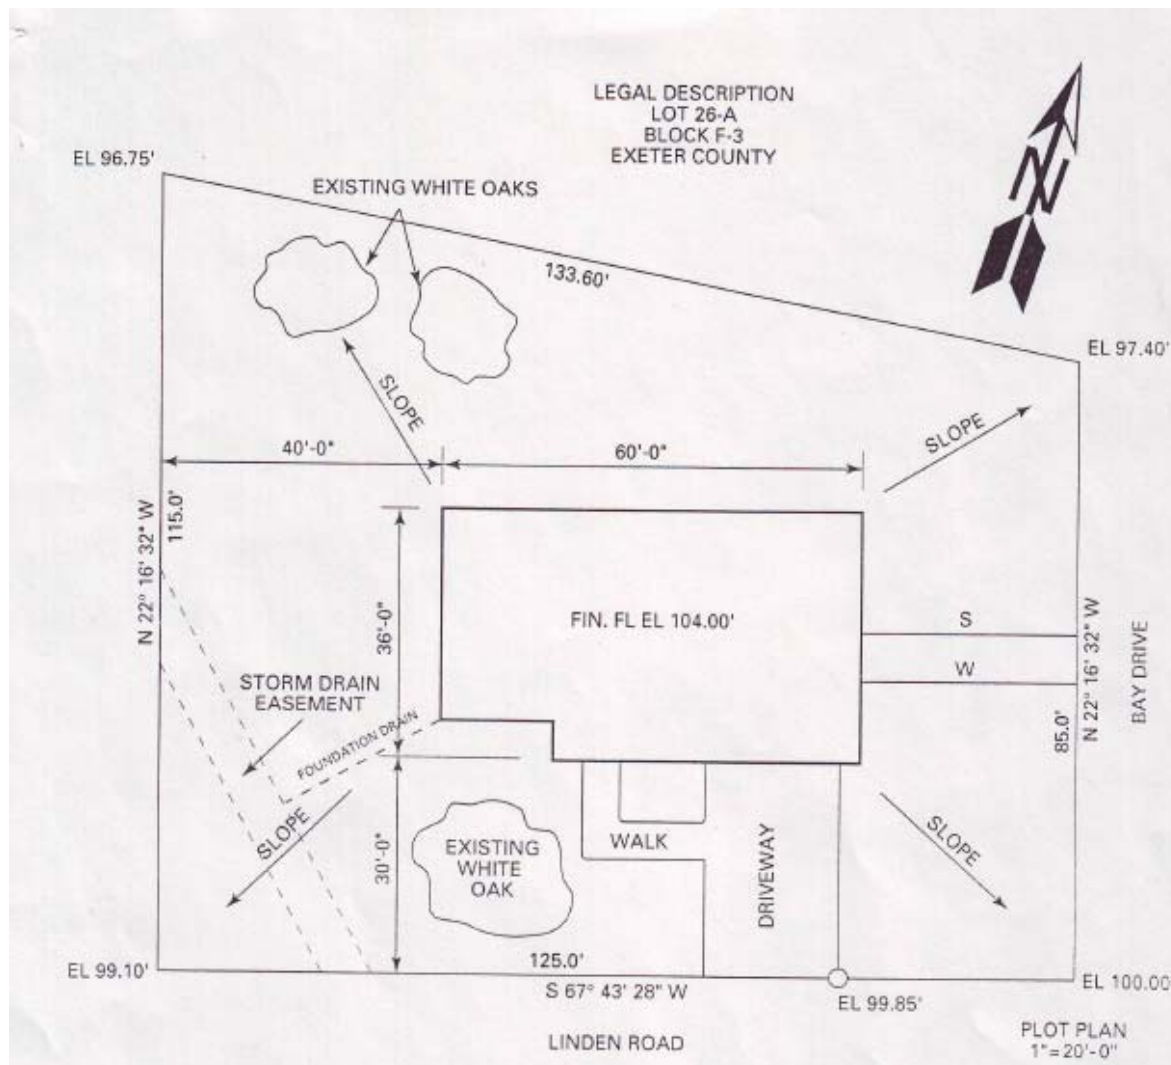 LEGAL DESCRIPTION
LOT 26-A
BLOCK F-3
EXETER COUNTY
N
EL 96.75'
EXISTING WHITE OAKS
133.60'
EL 97.40'
SLOPE
SLOPE
40'-0"
60'-0"
N 22° 16' 32" W
115.0'
36'-0"
FIN. FL EL 104.00'
S
W
N 22° 16' 32" W
85.0'
BAY DRIVE
STORM DRAIN
EASEMENT
FOUNDATION DRAIN
SLOPE
30'-0"
EXISTING
WHITE
OAK
WALK
DRIVEWAY
SLOPE
EL 99.10'
125.0'
S 67° 43' 28" W
EL 99.85'
EL 100.00
LINDEN ROAD
PLOT PLAN
1"=20'-0"